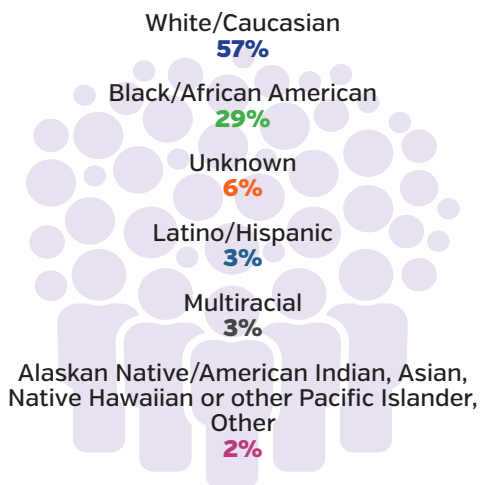 White/Caucasian
57%
Black/African American
29%
Unknown
6%
Latino/Hispanic
3%
Multiracial
3%
Alaskan Native/American Indian, Asian,
Native Hawaiian or other Pacific Islander,
Other
2%